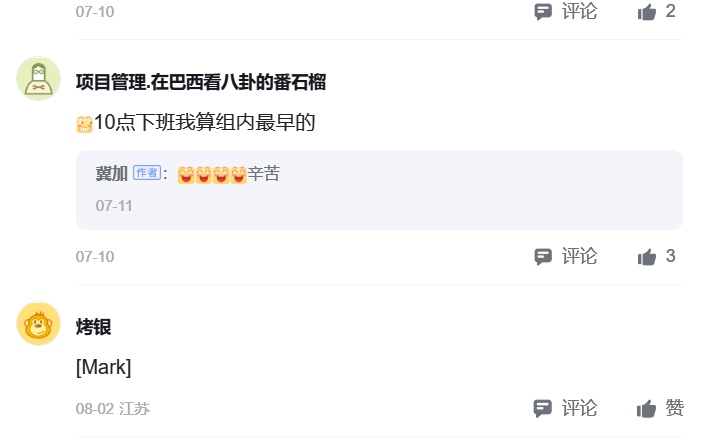 07-10 评论 2
项目管理.在巴西看八卦的番石榴
10点下班我算组内最早的
冀加 作者：辛苦
07-11
07-10 评论 3
烤银
[Mark]
08-02 江苏 评论 赞